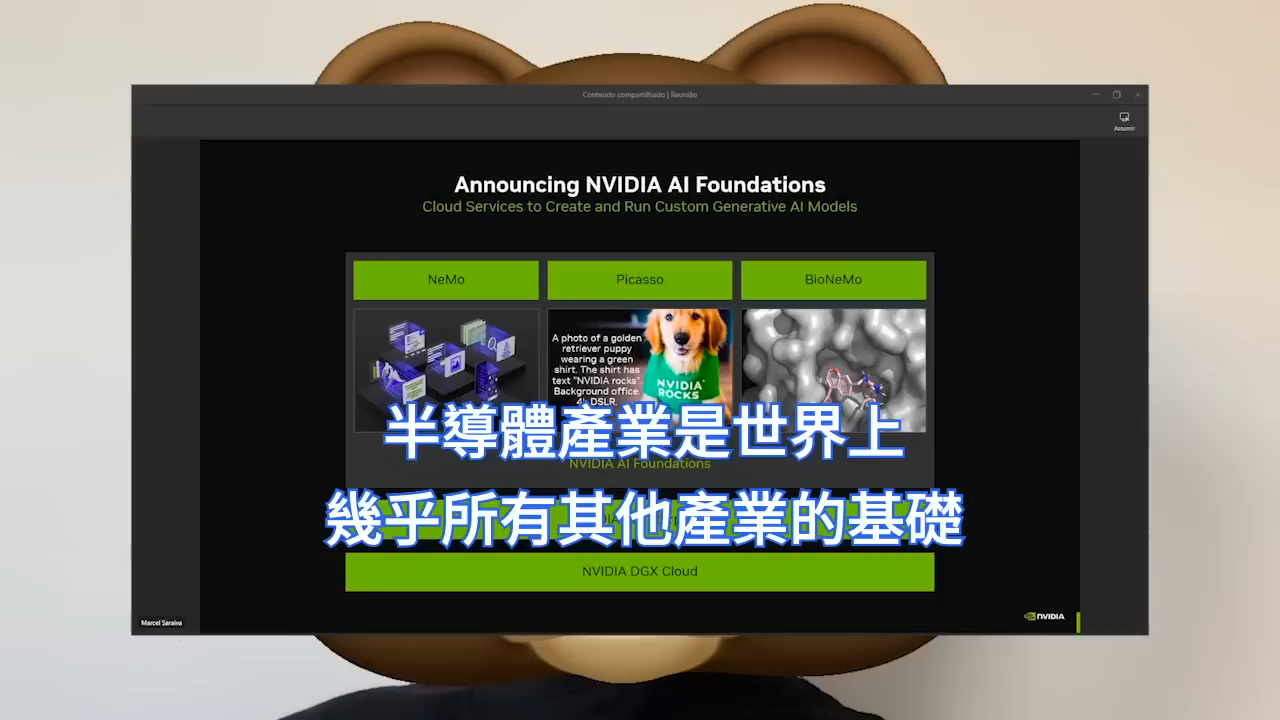 Conteúdo compartilhado | Reunião
Assumir
Announcing NVIDIA AI Foundations
Cloud Services to Create and Run Custom Generative AI Models
NeMo
Picasso
BioNeMo
A photo of a golden
retriever puppy
wearing a green
shirt. The shirt has
text "NVIDIA rocks".
Background office.
4k DSLR.
NVIDIA
ROCKS
半導體產業是世界上
NVIDIA AI Foundations
幾乎所有其他產業的基礎
NVIDIA DGX Cloud
Marcel Saraiva
NVIDIA